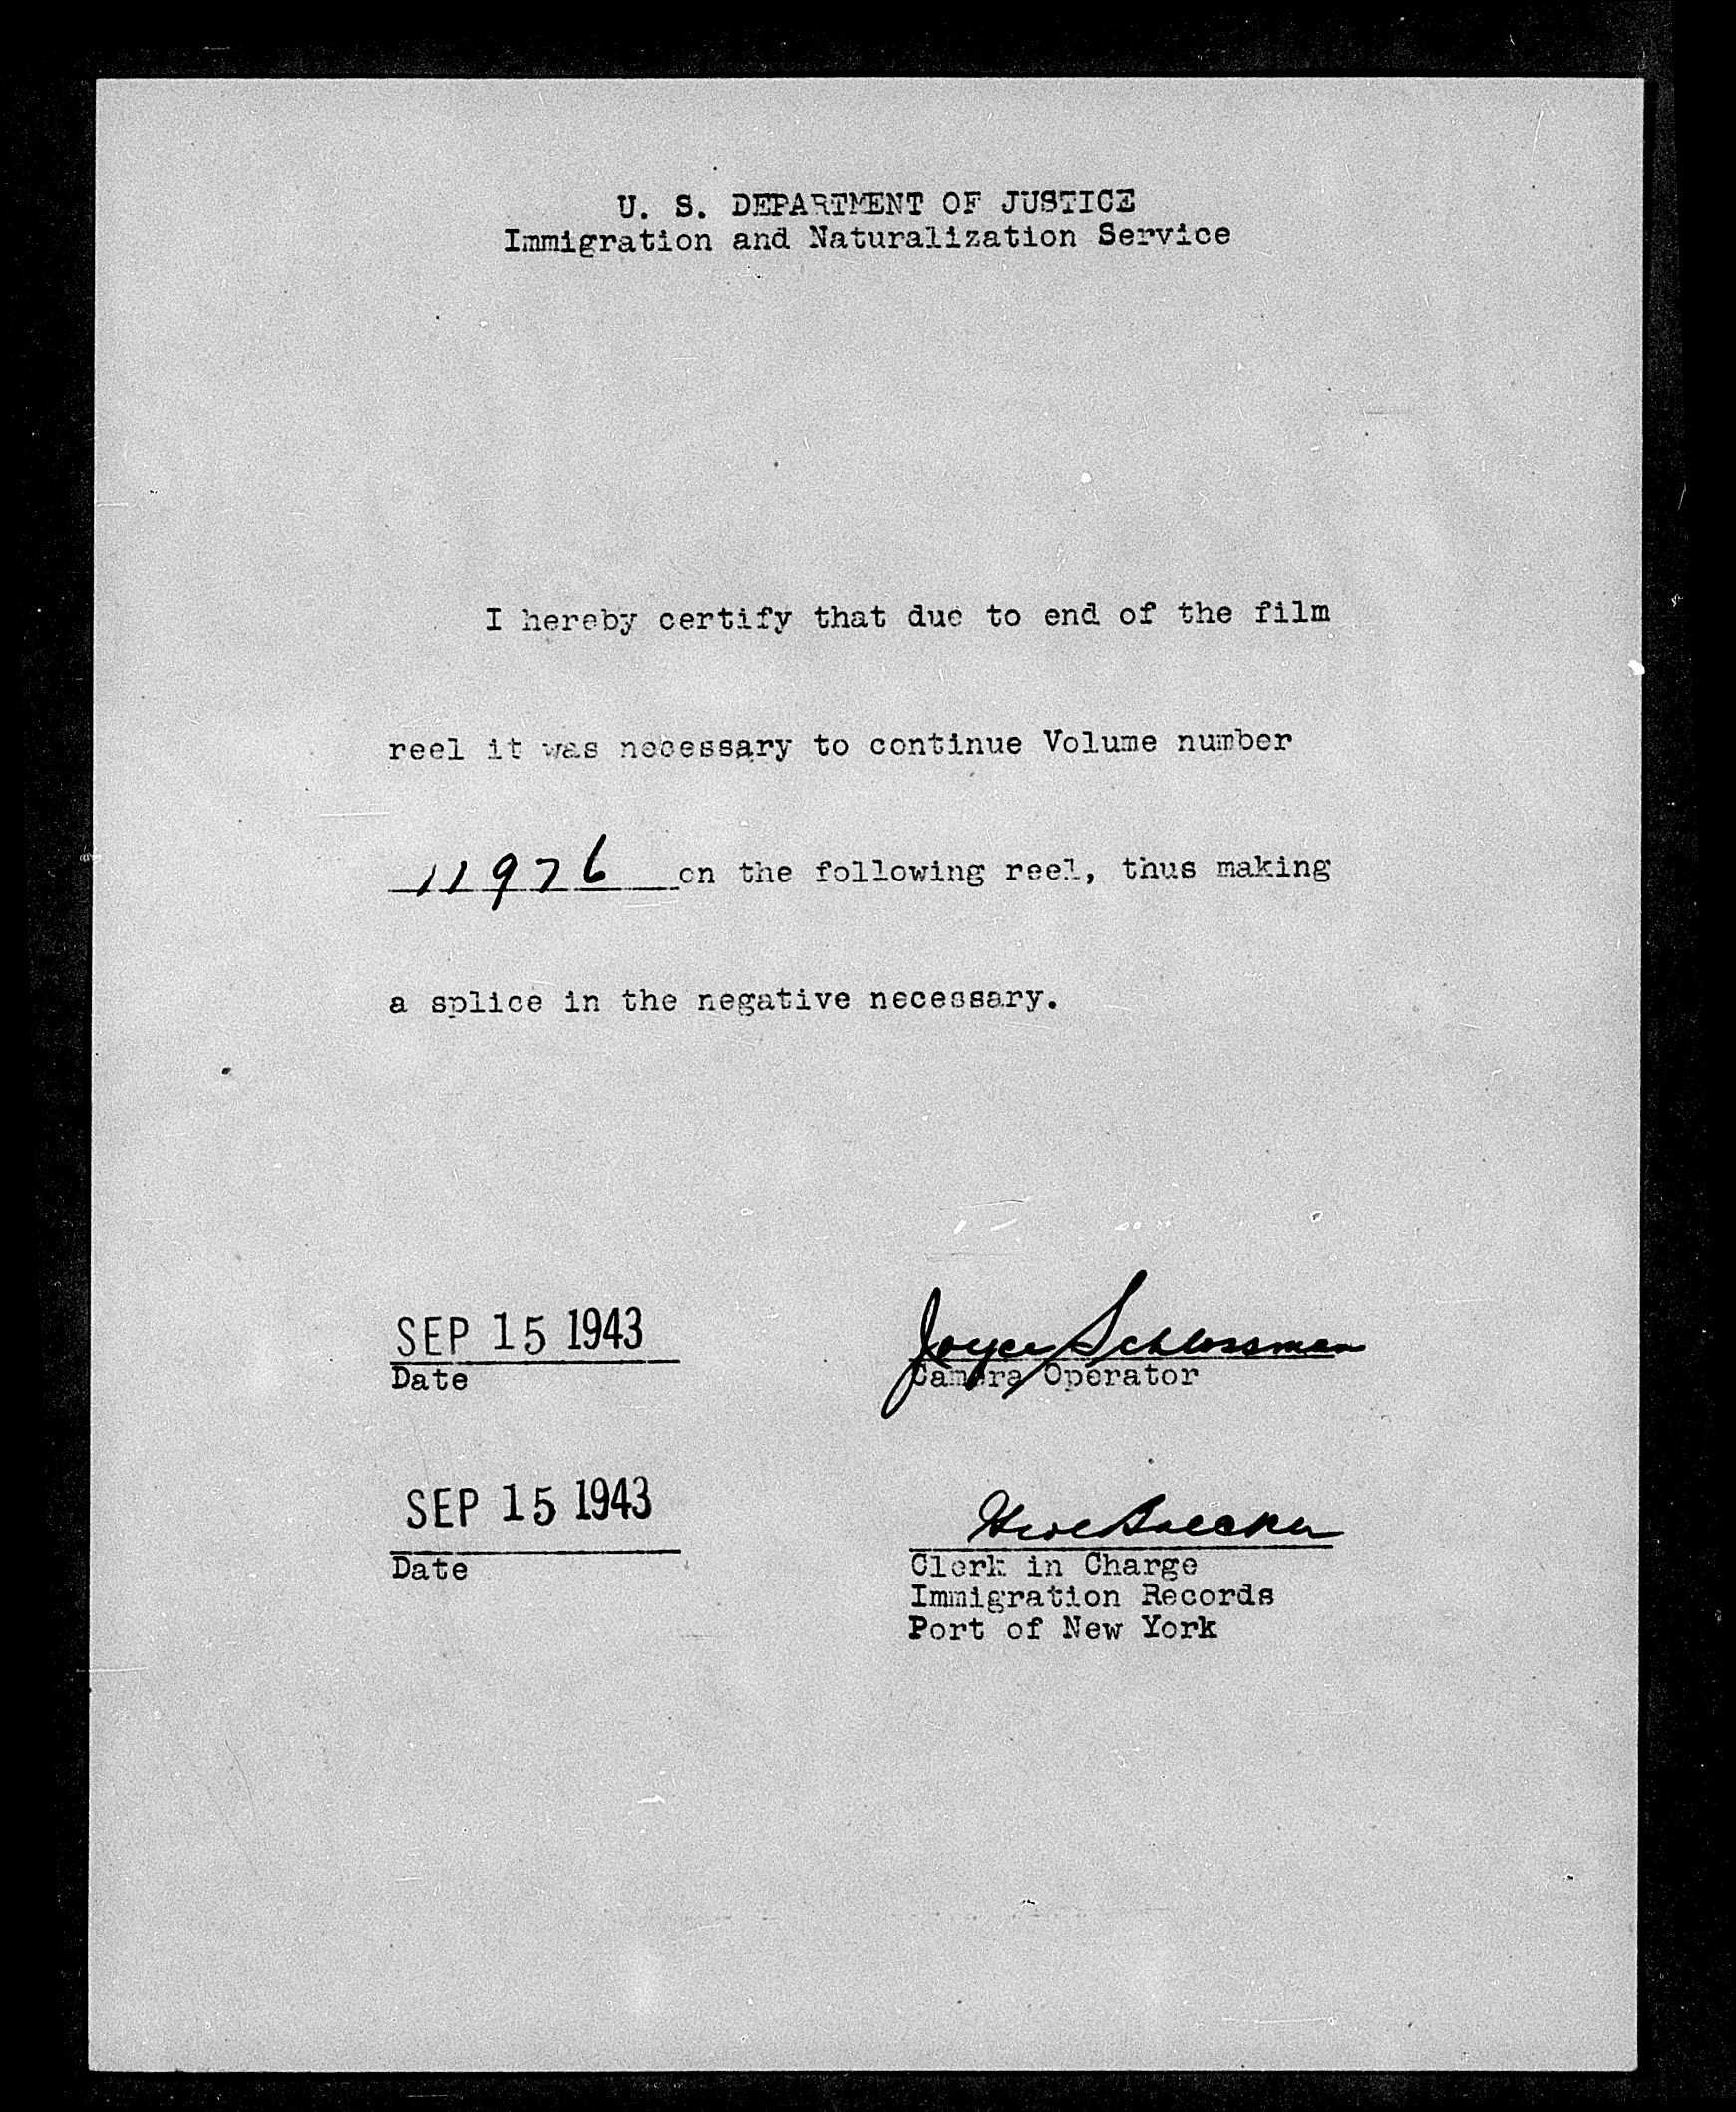 U. S. DEPARTMENT OF JUSTICE
Immigration and Naturalization Service
I hereby certify that due to end of the film
reel it was necessary to continue Volume number
11976 on the following reel, thus making
a splice in the negative necessary.
SEP 15 1943
Date
Joyce Schlossman
Camera Operator
SEP 15 1943
Date
Clerk in Charge
Immigration Records
Port of New York